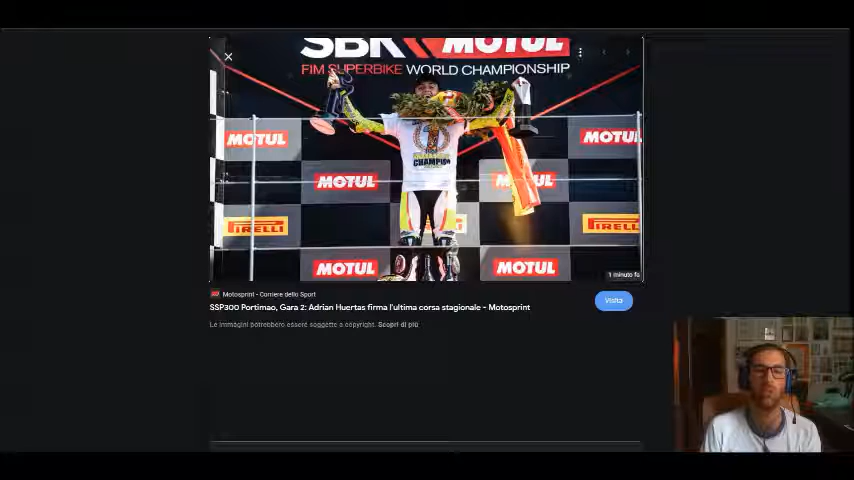 SBK MOTUL
FIM SUPERBIKE WORLD CHAMPIONSHIP
MOTUL
MOTUL
MOTUL
MOTUL
CHAMPION
PIRELLI
PIRELLI
MOTUL
MOTUL
1 minuto fa
Motosprint - Corriere dello Sport
SSP300 Portimao, Gara 2: Adrian Huertas firma l'ultima corsa stagionale - Motosprint
Visita
Le immagini potrebbero essere soggette a copyright. Scopri di più